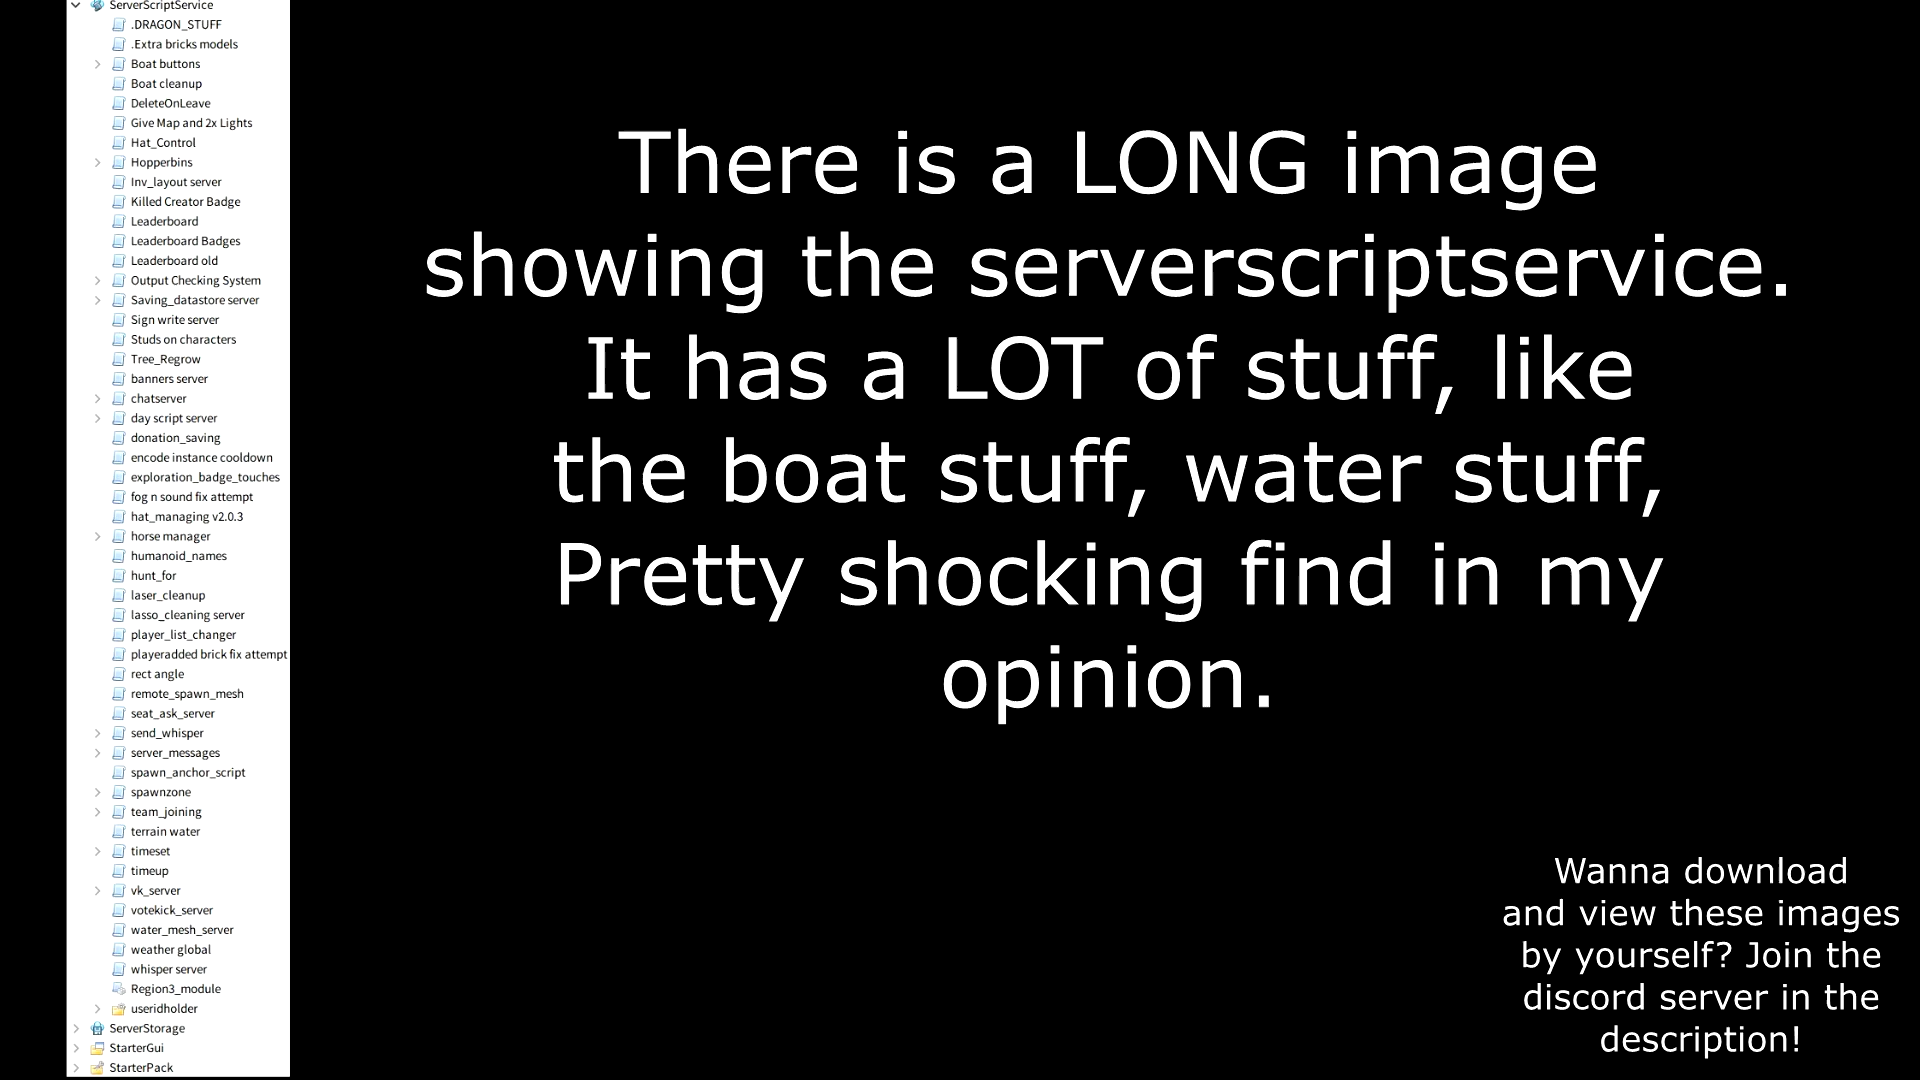 ServerScriptService
.DRAGON_STUFF
.Extra bricks models
Boat buttons
Boat cleanup
DeleteOnLeave
Give Map and 2x Lights
Hat_Control
Hopperbins
Inv_layout server
Killed Creator Badge
Leaderboard
Leaderboard Badges
Leaderboard old
Output Checking System
Saving_datastore server
Sign write server
Studs on characters
Tree_Regrow
banners server
chatserver
day script server
donation_saving
encode instance cooldown
exploration_badge_touches
fog n sound fix attempt
hat_managing v2.0.3
horse manager
humanoid_names
hunt_for
laser_cleanup
lasso_cleaning server
player_list_changer
playeradded brick fix attempt
rect angle
remote_spawn_mesh
seat_ask_server
send_whisper
server_messages
spawn_anchor_script
spawnzone
team_joining
terrain water
timeset
timeup
vk_server
votekick_server
water_mesh_server
weather global
whisper server
Region3_module
useridholder
ServerStorage
StarterGui
StarterPack
There is a LONG image
showing the serverscriptservice.
It has a LOT of stuff, like
the boat stuff, water stuff,
Pretty shocking find in my
opinion.
Wanna download
and view these images
by yourself? Join the
discord server in the
description!